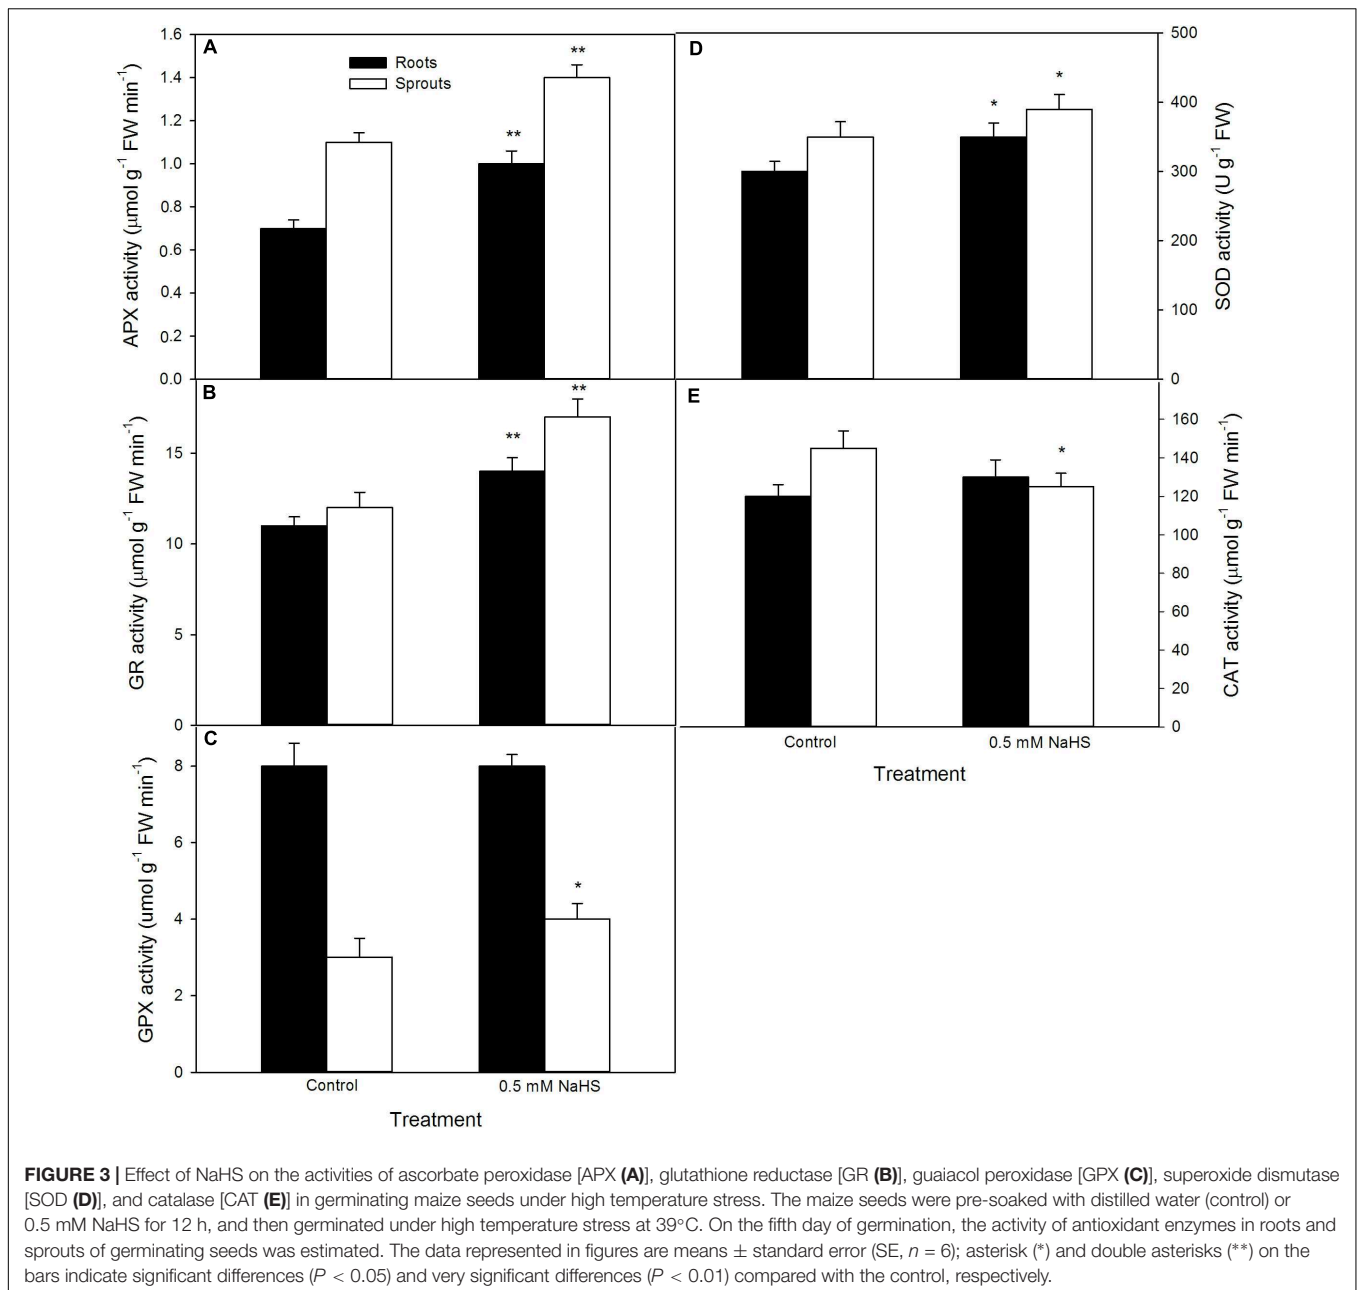 A
Roots
Sprouts
**
**
1.6
1.4
1.2
1.0
0.8
0.6
0.4
0.2
0.0
APX activity (μmol g⁻¹ FW min⁻¹)
D
*
*
500
400
300
200
100
0
SOD activity (U g⁻¹ FW)
B
**
**
15
10
5
0
GR activity (μmol g⁻¹ FW min⁻¹)
E
*
160
140
120
100
80
60
40
20
0
CAT activity (μmol g⁻¹ FW min⁻¹)
Control
0.5 mM NaHS
Treatment
C
*
8
6
4
2
0
GPX activity (umol g⁻¹ FW min⁻¹)
Control
0.5 mM NaHS
Treatment
FIGURE 3 | Effect of NaHS on the activities of ascorbate peroxidase [APX (A)], glutathione reductase [GR (B)], guaiacol peroxidase [GPX (C)], superoxide dismutase
[SOD (D)], and catalase [CAT (E)] in germinating maize seeds under high temperature stress. The maize seeds were pre-soaked with distilled water (control) or
0.5 mM NaHS for 12 h, and then germinated under high temperature stress at 39°C. On the fifth day of germination, the activity of antioxidant enzymes in roots and
sprouts of germinating seeds was estimated. The data represented in figures are means ± standard error (SE, n = 6); asterisk (*) and double asterisks (**) on the
bars indicate significant differences (P < 0.05) and very significant differences (P < 0.01) compared with the control, respectively.